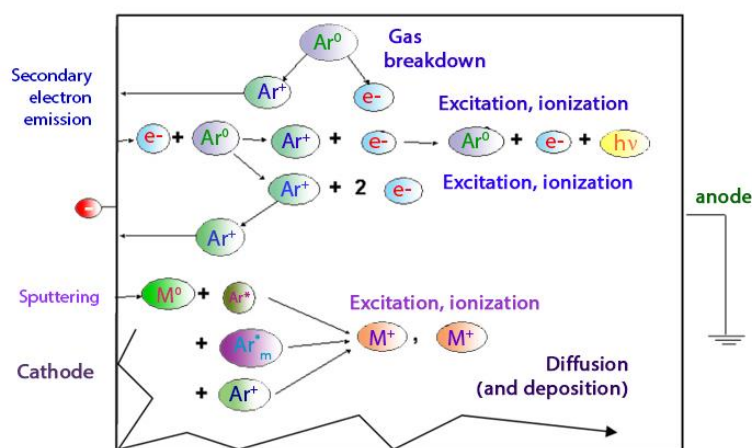 Ar⁰
Gas
breakdown
Secondary
electron
emission
Ar⁺
e-
Excitation, ionization
e- + Ar⁰ Ar⁺ + e- Ar⁰ + e- + hν
Ar⁺ + 2 e-
Excitation, ionization
anode
-
Ar⁺
Sputtering
M⁰ + Ar*
Excitation, ionization
+ Ar*m
M⁺ , M⁺
Cathode
+ Ar⁺
Diffusion
(and deposition)